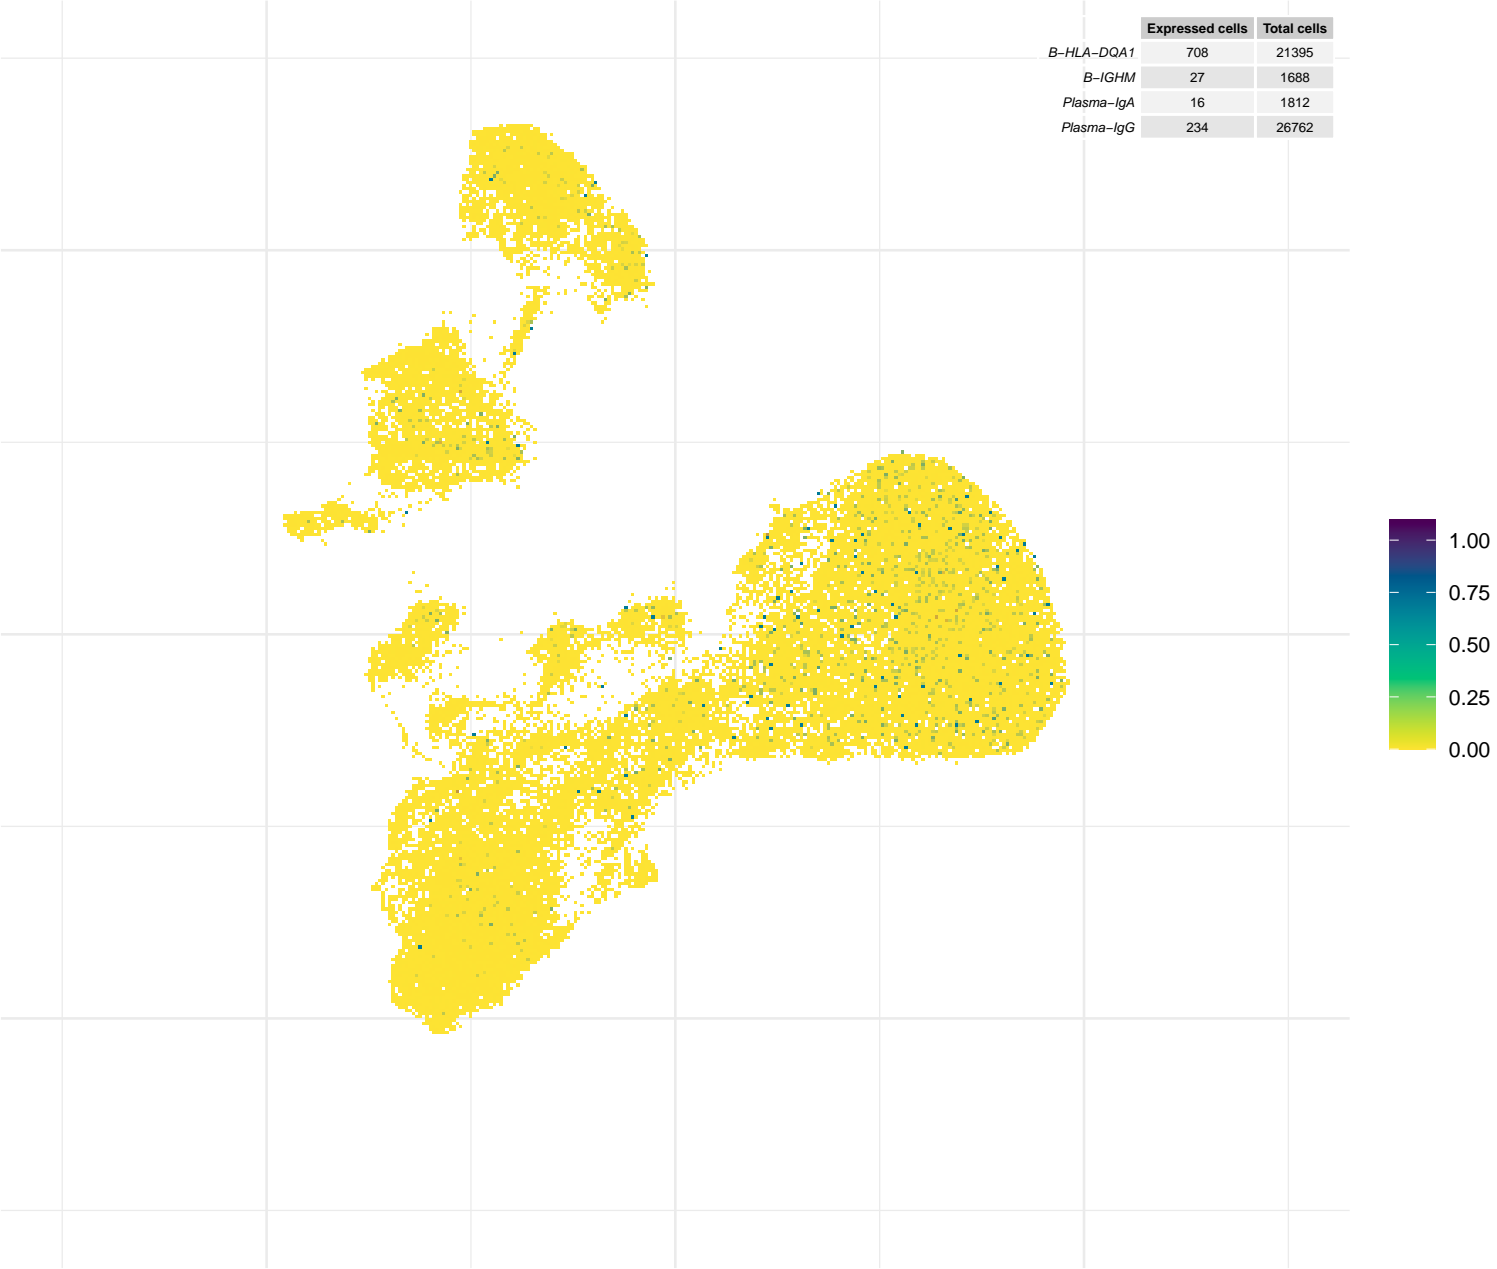 Expressed cells Total cells
B−HLA−DQA1 708 21395
B−IGHM 27 1688
Plasma−IgA 16 1812
Plasma−IgG 234 26762
1.00
0.75
0.50
0.25
0.00